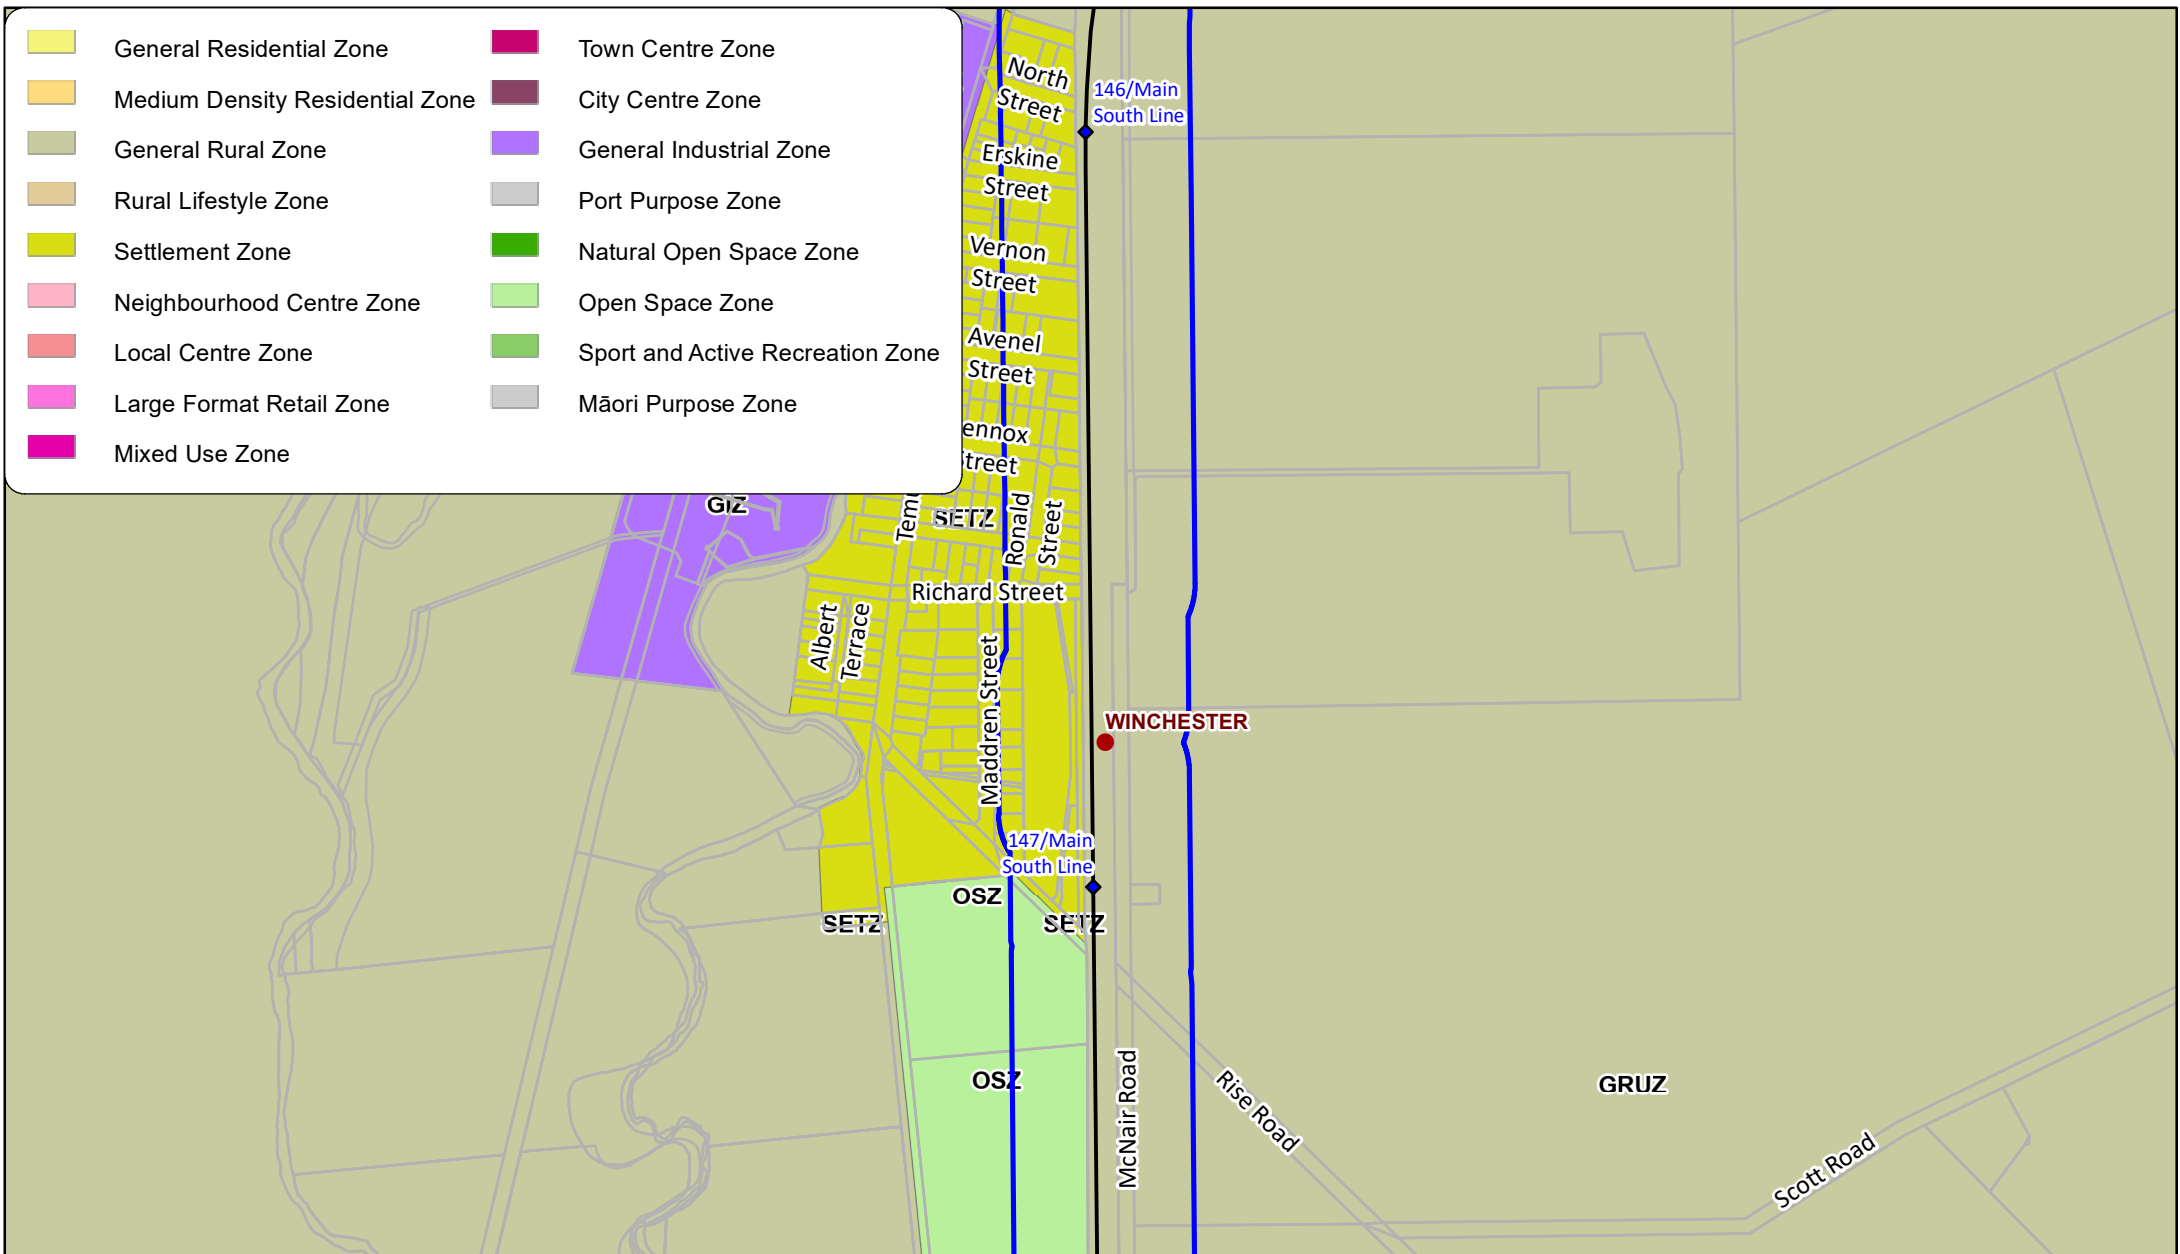 General Residential Zone
Medium Density Residential Zone
General Rural Zone
Rural Lifestyle Zone
Settlement Zone
Neighbourhood Centre Zone
Local Centre Zone
Large Format Retail Zone
Mixed Use Zone
Town Centre Zone
City Centre Zone
General Industrial Zone
Port Purpose Zone
Natural Open Space Zone
Open Space Zone
Sport and Active Recreation Zone
Māori Purpose Zone
North
Street
146/Main
South Line
Erskine
Street
Vernon
Street
Avenel
Street
ennox
Street
GIZ
Temu
SETZ
Ronald
Street
Richard Street
Albert
Terrace
Maddren Street
WINCHESTER
147/Main
South Line
OSZ
SETZ
SETZ
OSZ
McNair Road
Rise Road
GRUZ
Scott Road